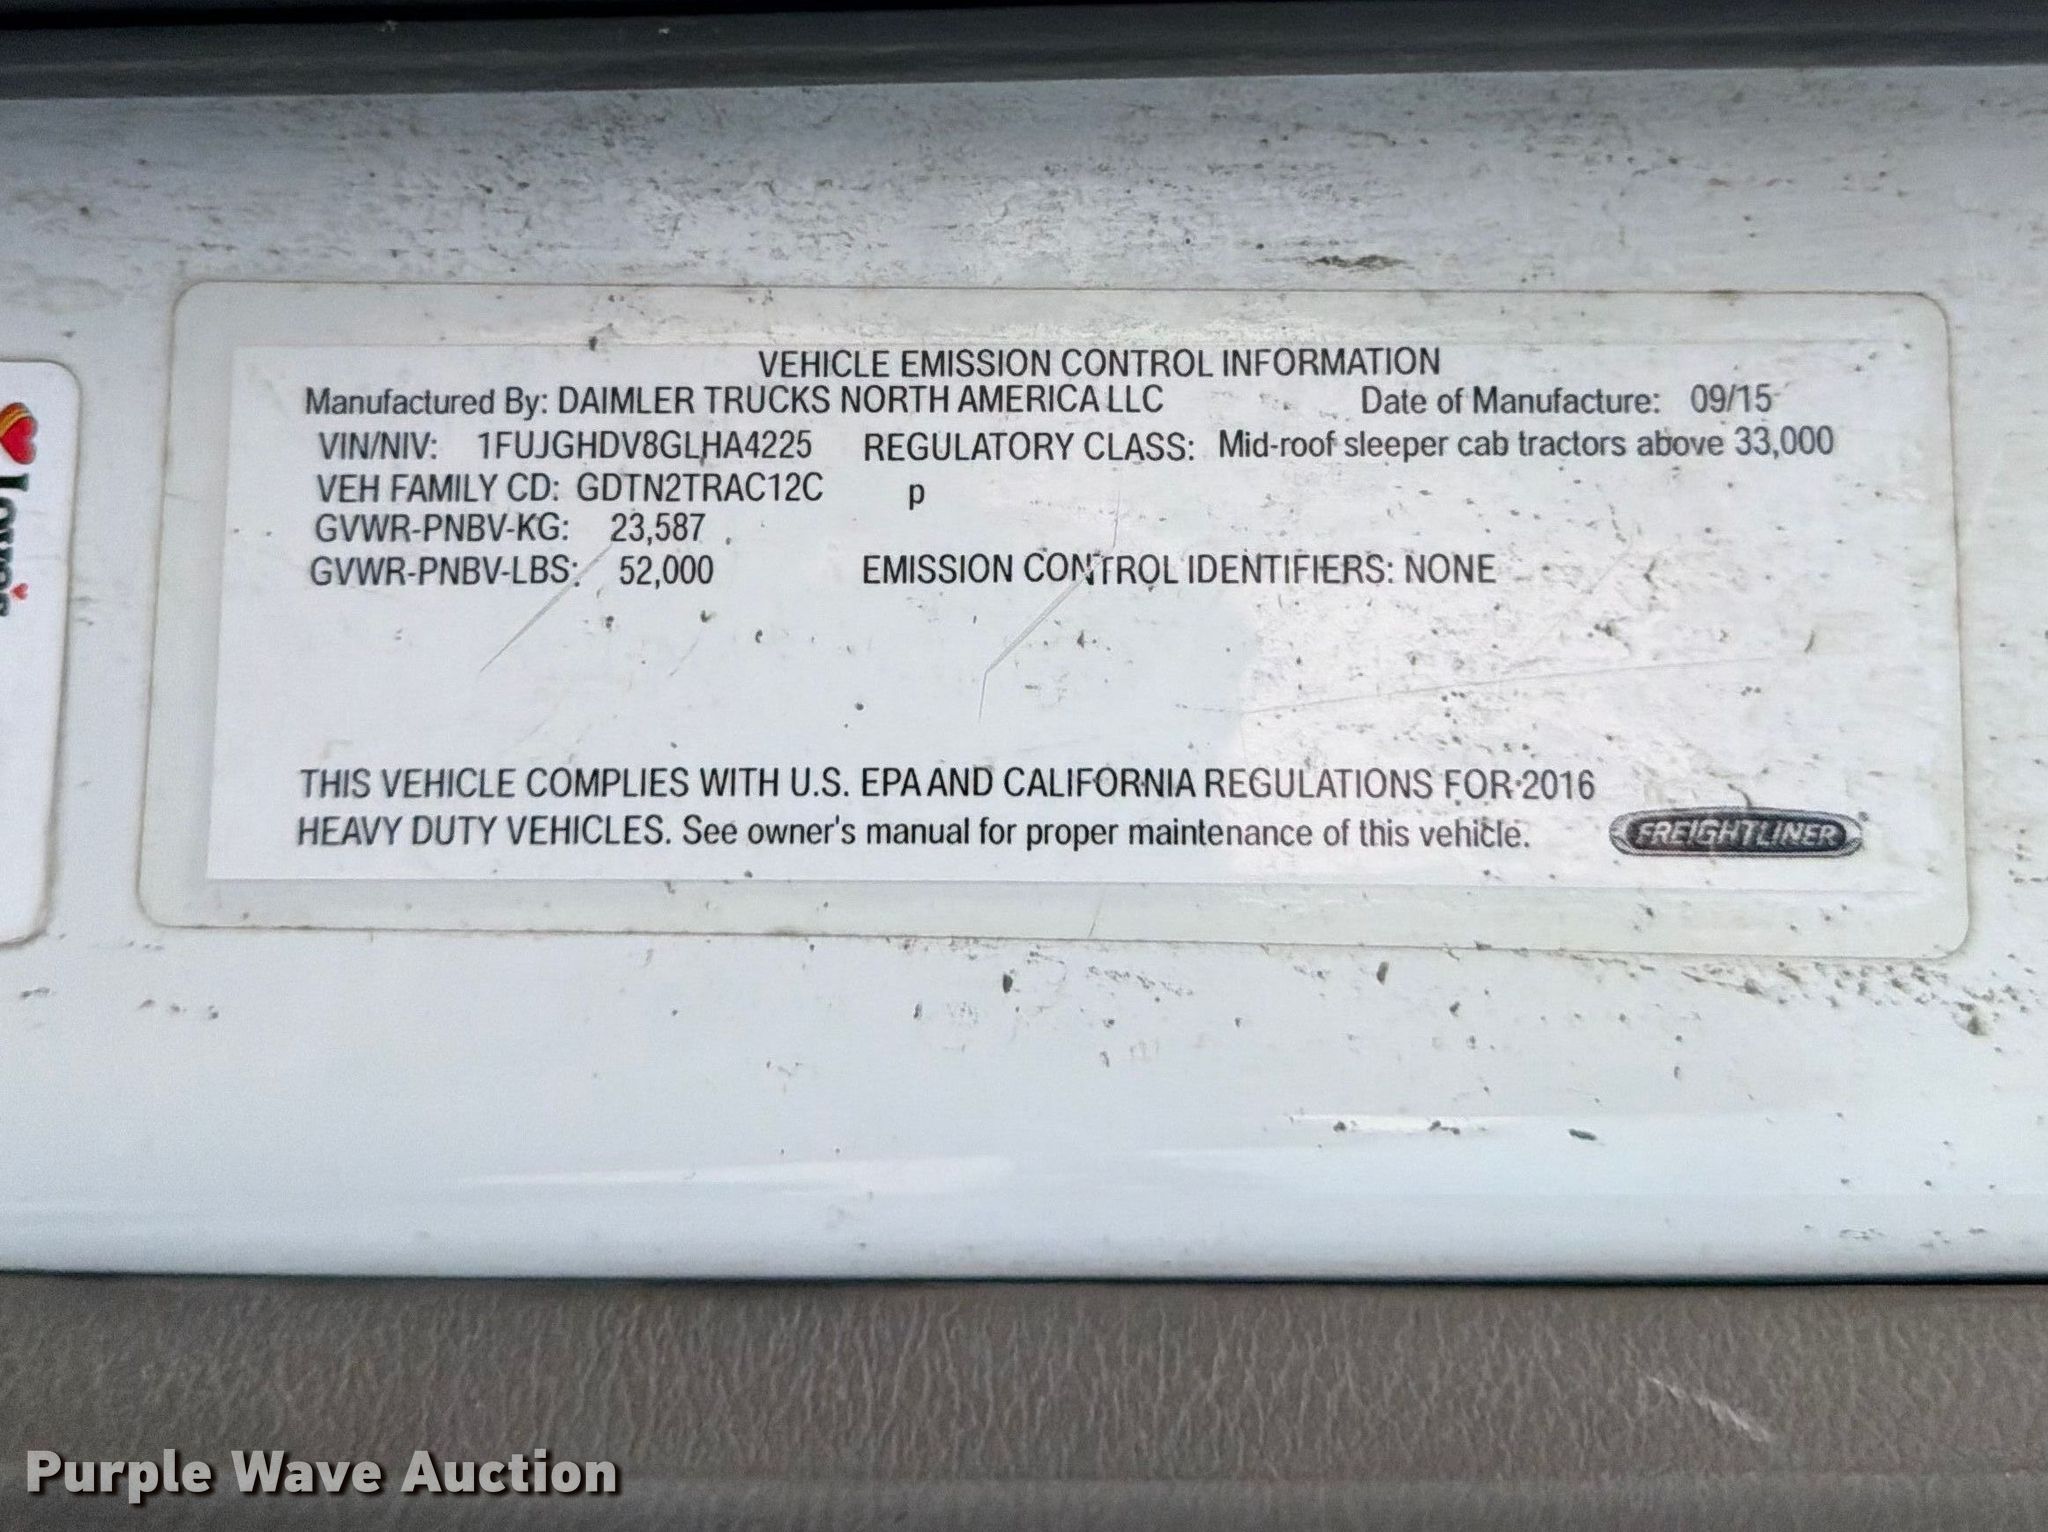 VEHICLE EMISSION CONTROL INFORMATION
Manufactured By: DAIMLER TRUCKS NORTH AMERICA LLC Date of Manufacture: 09/15
VIN/NIV: 1FUJGHDV8GLHA4225 REGULATORY CLASS: Mid-roof sleeper cab tractors above 33,000
VEH FAMILY CD: GDTN2TRAC12C p
GVWR-PNBV-KG: 23,587
GVWR-PNBV-LBS: 52,000 EMISSION CONTROL IDENTIFIERS: NONE
THIS VEHICLE COMPLIES WITH U.S. EPA AND CALIFORNIA REGULATIONS FOR 2016
HEAVY DUTY VEHICLES. See owner's manual for proper maintenance of this vehicle.
FREIGHTLINER
Purple Wave Auction